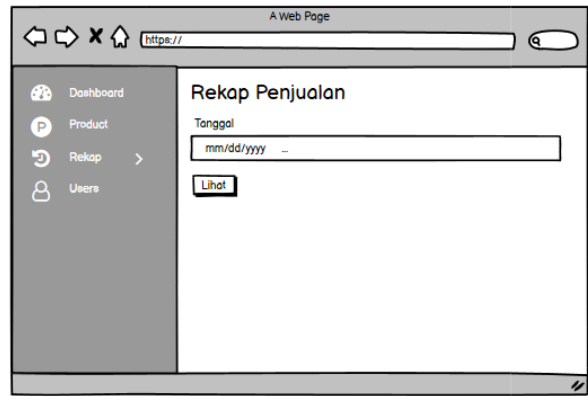 A Web Page
https://
Dashboard
Product
Rekap
Users
Rekap Penjualan
Tanggal
mm/dd/yyyy ...
Lihat